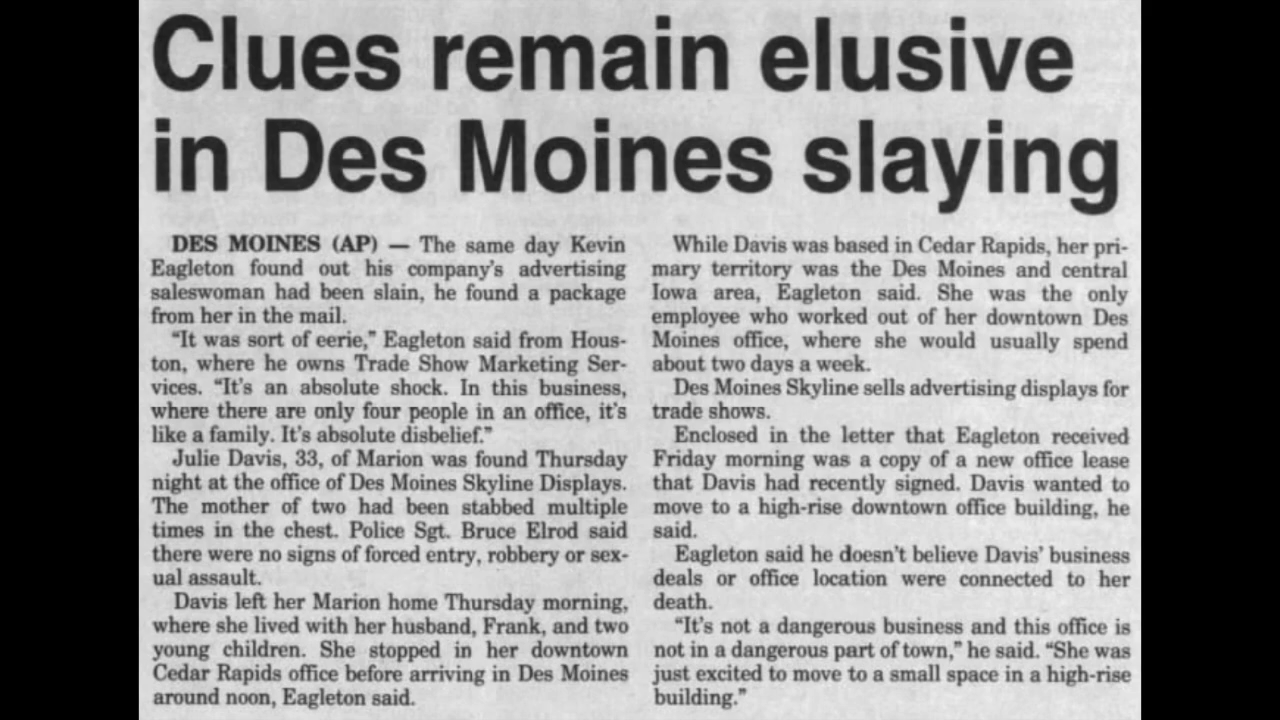 Clues remain elusive
in Des Moines slaying
DES MOINES (AP) — The same day Kevin
Eagleton found out his company's advertising
saleswoman had been slain, he found a package
from her in the mail.
"It was sort of eerie," Eagleton said from Hous-
ton, where he owns Trade Show Marketing Ser-
vices. "It's an absolute shock. In this business,
where there are only four people in an office, it's
like a family. It's absolute disbelief."
Julie Davis, 33, of Marion was found Thursday
night at the office of Des Moines Skyline Displays.
The mother of two had been stabbed multiple
times in the chest. Police Sgt. Bruce Elrod said
there were no signs of forced entry, robbery or sex-
ual assault.
Davis left her Marion home Thursday morning,
where she lived with her husband, Frank, and two
young children. She stopped in her downtown
Cedar Rapids office before arriving in Des Moines
around noon, Eagleton said.
While Davis was based in Cedar Rapids, her pri-
mary territory was the Des Moines and central
Iowa area, Eagleton said. She was the only
employee who worked out of her downtown Des
Moines office, where she would usually spend
about two days a week.
Des Moines Skyline sells advertising displays for
trade shows.
Enclosed in the letter that Eagleton received
Friday morning was a copy of a new office lease
that Davis had recently signed. Davis wanted to
move to a high-rise downtown office building, he
said.
Eagleton said he doesn't believe Davis' business
deals or office location were connected to her
death.
"It's not a dangerous business and this office is
not in a dangerous part of town," he said. "She was
just excited to move to a small space in a high-rise
building."